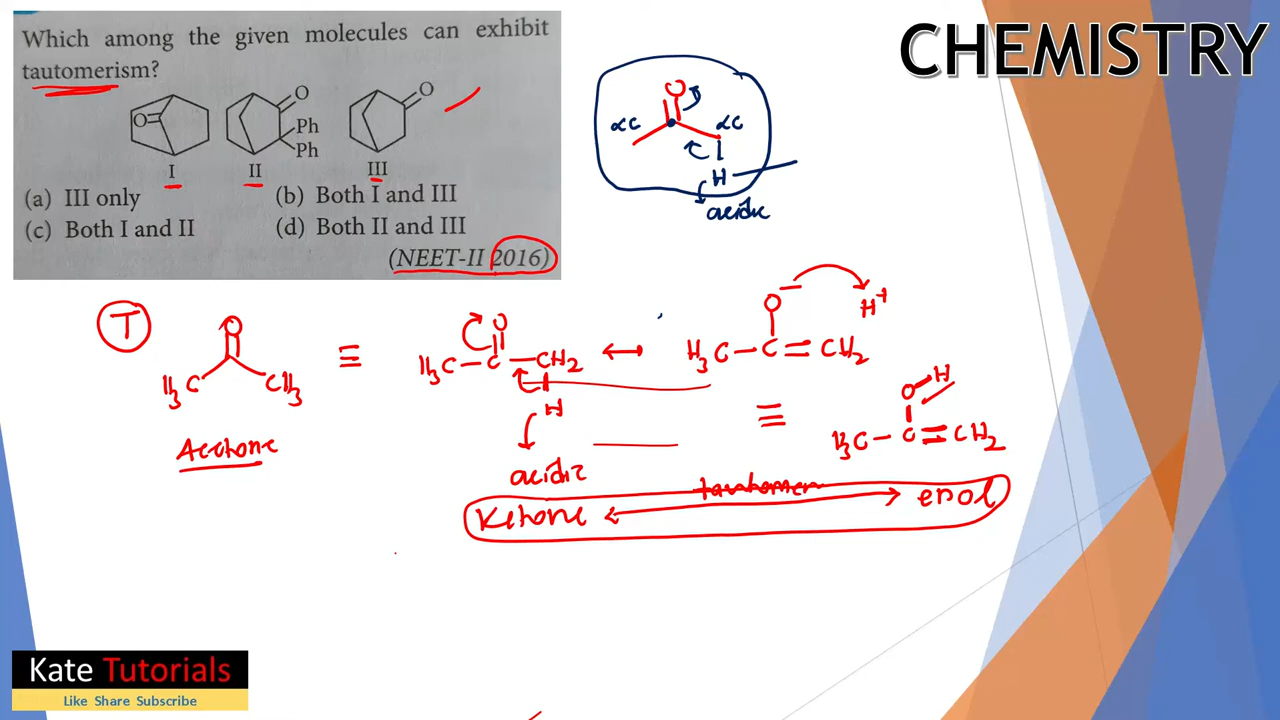 CHEMISTRY
Which among the given molecules can exhibit
tautomerism?
O
O
Ph
Ph
O
I
II
III
(a) III only
(b) Both I and III
(c) Both I and II
(d) Both II and III
(NEET-II 2016)
O
αC
αC
H
acidic
T
O
H3C
CH3
Acetone
≡
O
H3C - C - CH2
H
acidic
↔
O−
H+
H3C - C = CH2
≡
O - H
H3C - C = CH2
tautomer
Ketone ↔ enol
Kate Tutorials
Like Share Subscribe